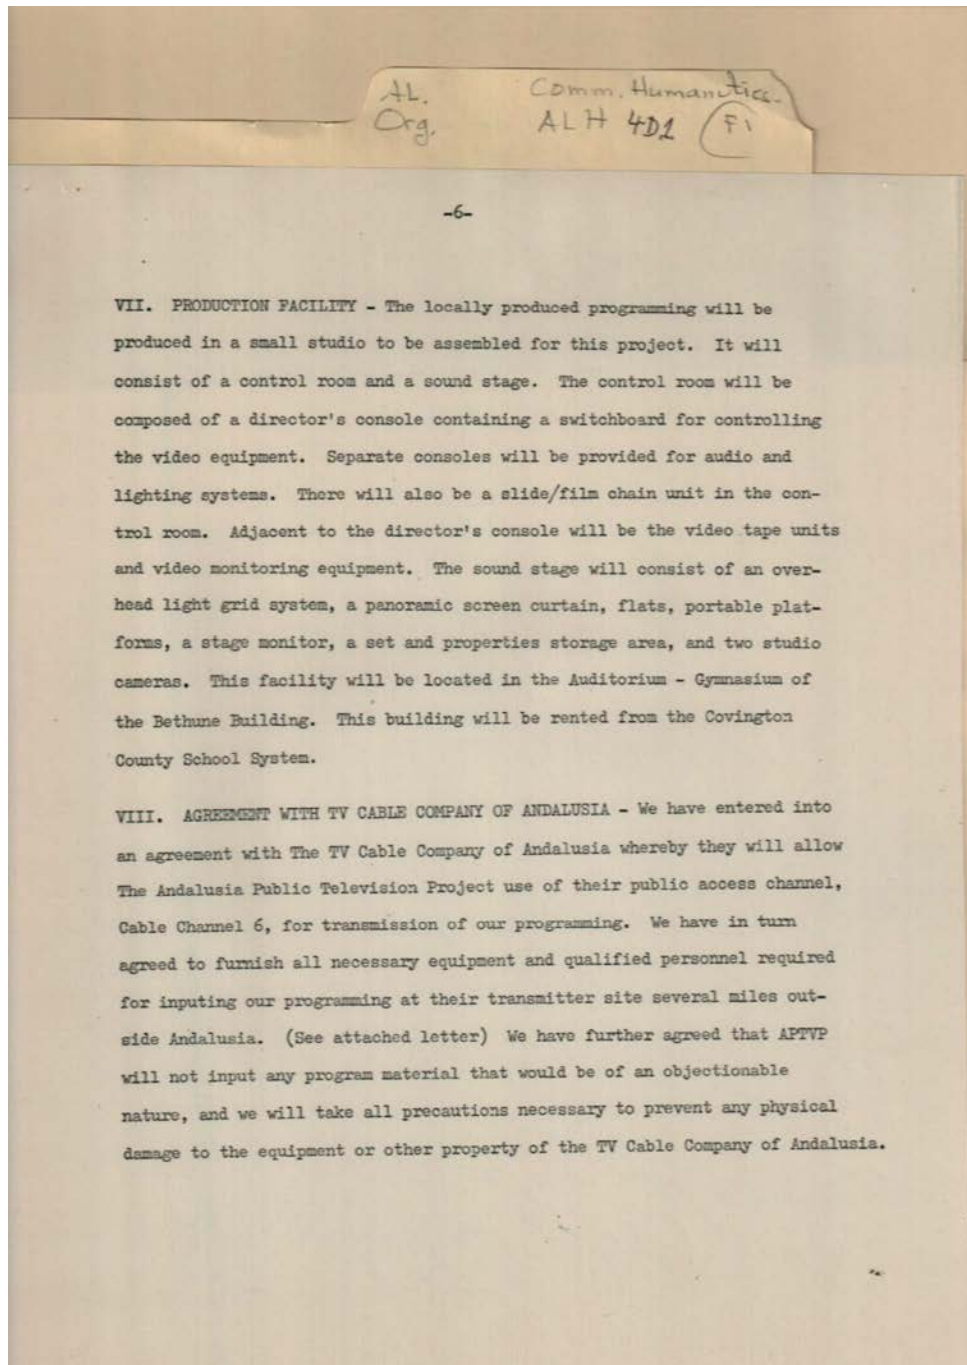 AL. Comm. Humanities.
Org. ALH 4D1 F1
-6-
VII. PRODUCTION FACILITY - The locally produced programming will be
produced in a small studio to be assembled for this project. It will
consist of a control room and a sound stage. The control room will be
composed of a director's console containing a switchboard for controlling
the video equipment. Separate consoles will be provided for audio and
lighting systems. There will also be a slide/film chain unit in the con-
trol room. Adjacent to the director's console will be the video tape units
and video monitoring equipment. The sound stage will consist of an over-
head light grid system, a panoramic screen curtain, flats, portable plat-
forms, a stage monitor, a set and properties storage area, and two studio
cameras. This facility will be located in the Auditorium - Gymnasium of
the Bethune Building. This building will be rented from the Covington
County School System.
VIII. AGREEMENT WITH TV CABLE COMPANY OF ANDALUSIA - We have entered into
an agreement with The TV Cable Company of Andalusia whereby they will allow
The Andalusia Public Television Project use of their public access channel,
Cable Channel 6, for transmission of our programming. We have in turn
agreed to furnish all necessary equipment and qualified personnel required
for inputing our programming at their transmitter site several miles out-
side Andalusia. (See attached letter) We have further agreed that APTVP
will not input any program material that would be of an objectionable
nature, and we will take all precautions necessary to prevent any physical
damage to the equipment or other property of the TV Cable Company of Andalusia.